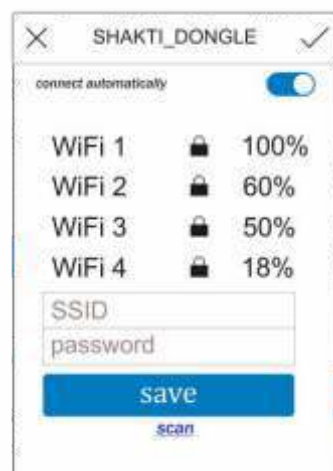 SHAKTI_DONGLE
connect automatically
WiFi 1 100%
WiFi 2 60%
WiFi 3 50%
WiFi 4 18%
SSID
password
save
scan